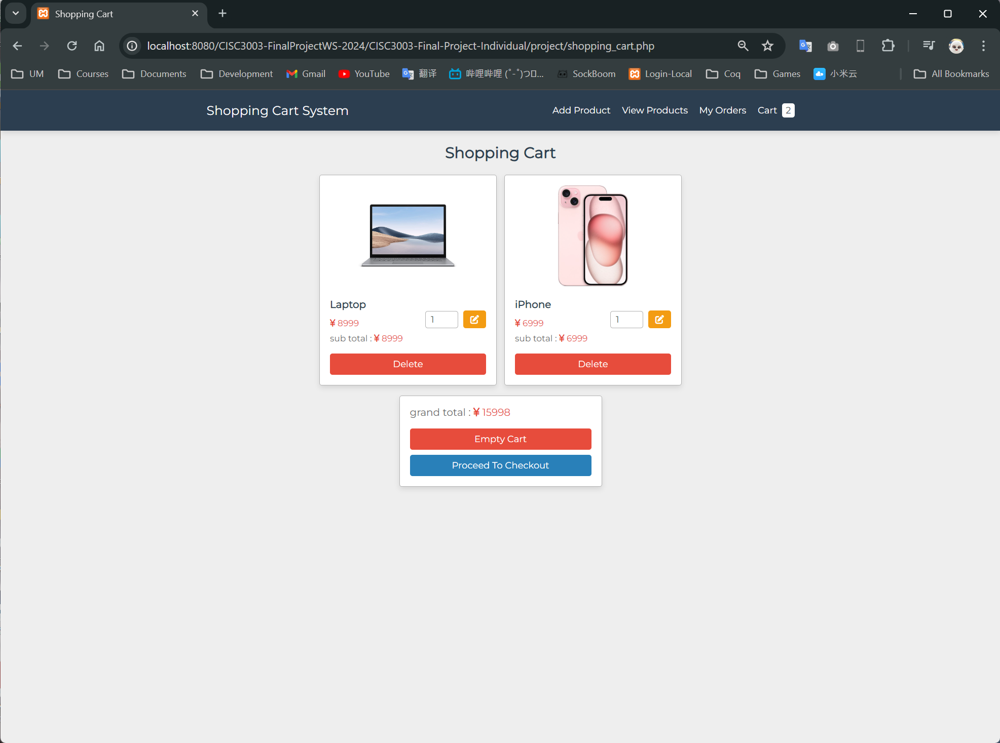 Shopping Cart
localhost:8080/CISC3003-FinalProjectWS-2024/CISC3003-Final-Project-Individual/project/shopping_cart.php
UM Courses Documents Development Gmail YouTube 翻译 哔哩哔哩 (゜-゜)つ... SockBoom Login-Local Coq Games 小米云 All Bookmarks
Shopping Cart System Add Product View Products My Orders Cart 2
Shopping Cart
Laptop
¥ 8999
1
sub total : ¥ 8999
Delete
iPhone
¥ 6999
1
sub total : ¥ 6999
Delete
grand total : ¥ 15998
Empty Cart
Proceed To Checkout